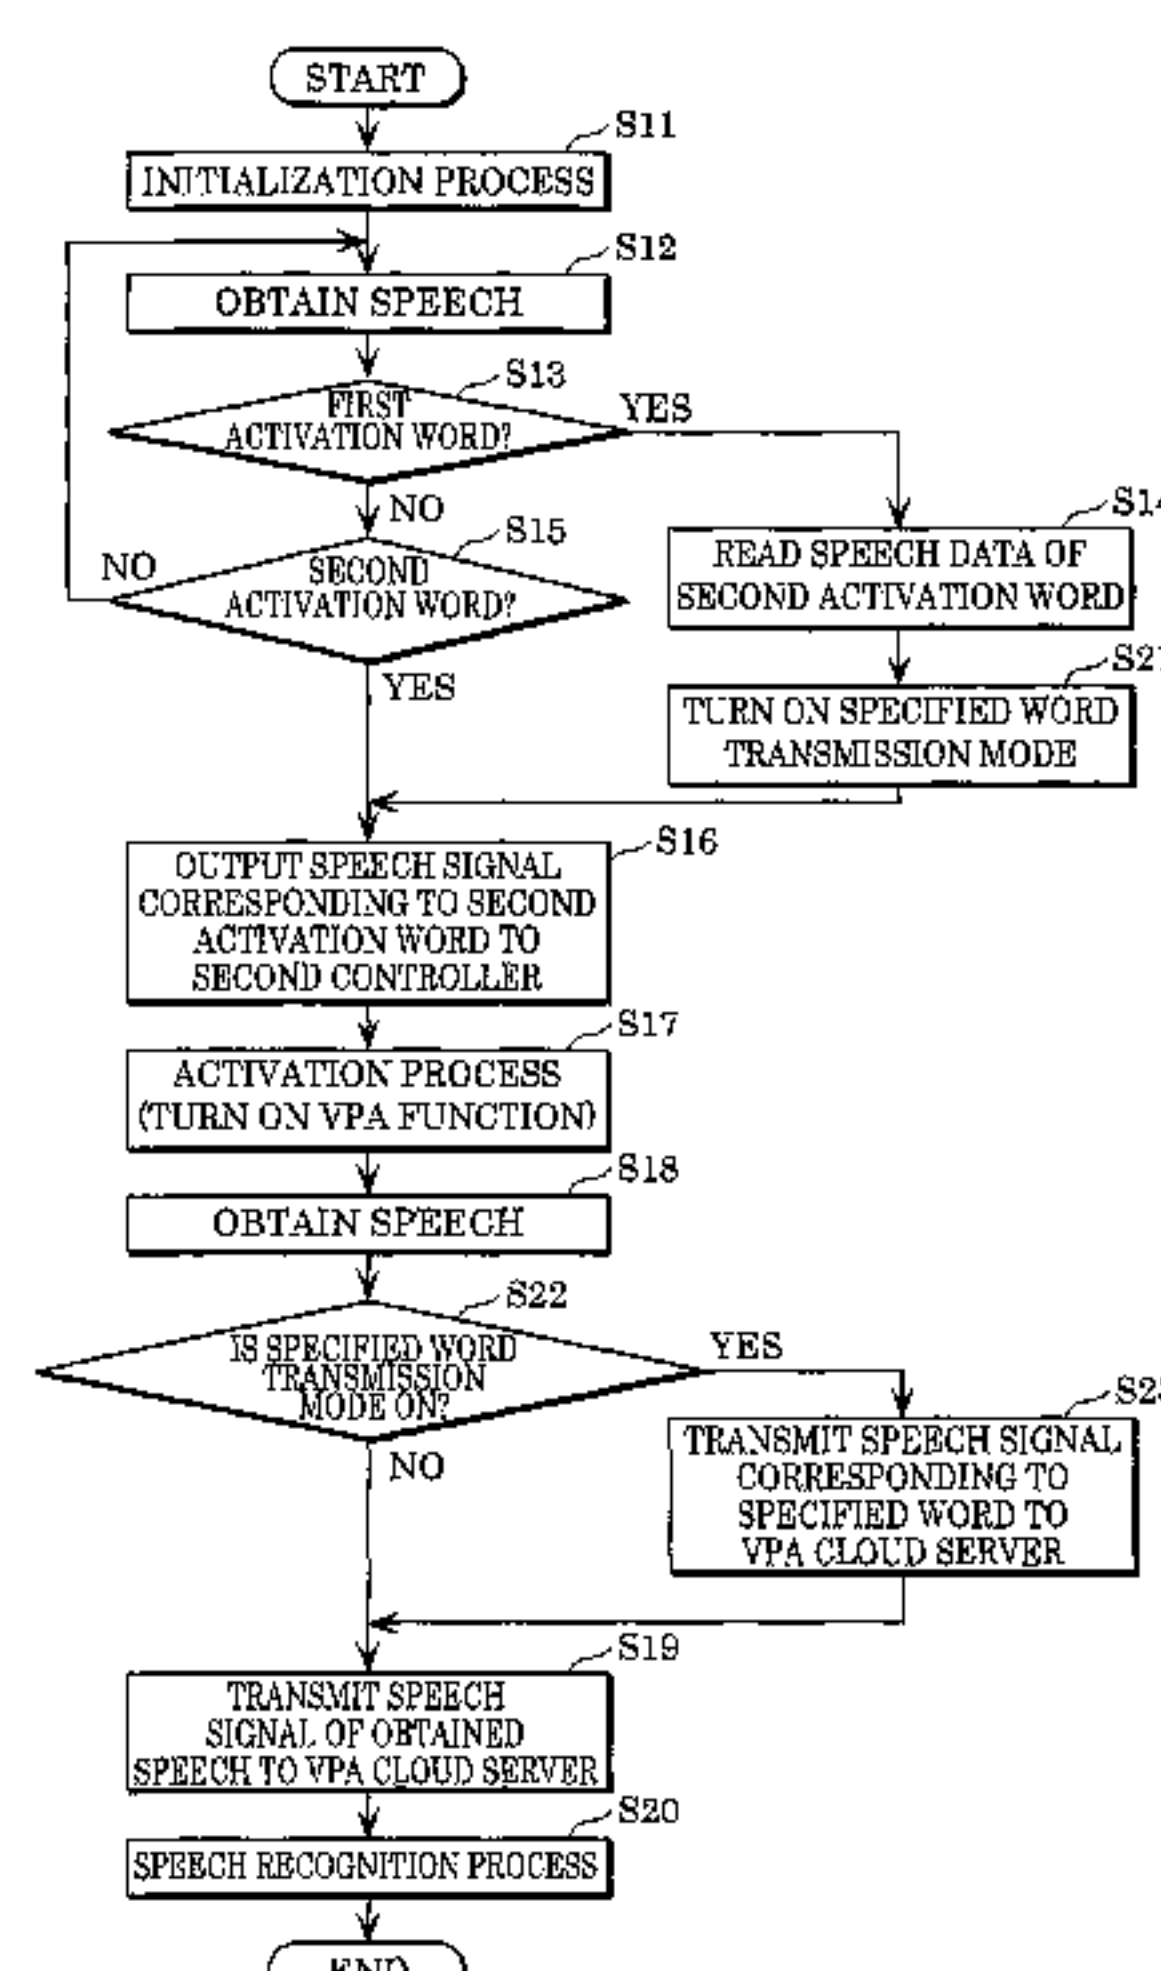 START
S11
INITIALIZATION PROCESS
S12
OBTAIN SPEECH
S13
FIRST
ACTIVATION WORD?
YES
NO
S14
READ SPEECH DATA OF
SECOND ACTIVATION WORD
S15
SECOND
ACTIVATION WORD?
NO
YES
TURN ON SPECIFIED WORD
TRANSMISSION MODE
S16
OUTPUT SPEECH SIGNAL
CORRESPONDING TO SECOND
ACTIVATION WORD TO
SECOND CONTROLLER
S17
ACTIVATION PROCESS
(TURN ON VPA FUNCTION)
S18
OBTAIN SPEECH
S22
IS SPECIFIED WORD
TRANSMISSION
MODE ON?
YES
NO
TRANSMIT SPEECH SIGNAL
CORRESPONDING TO
SPECIFIED WORD TO
VPA CLOUD SERVER
S19
TRANSMIT SPEECH
SIGNAL OF OBTAINED
SPEECH TO VPA CLOUD SERVER
S20
SPEECH RECOGNITION PROCESS
END